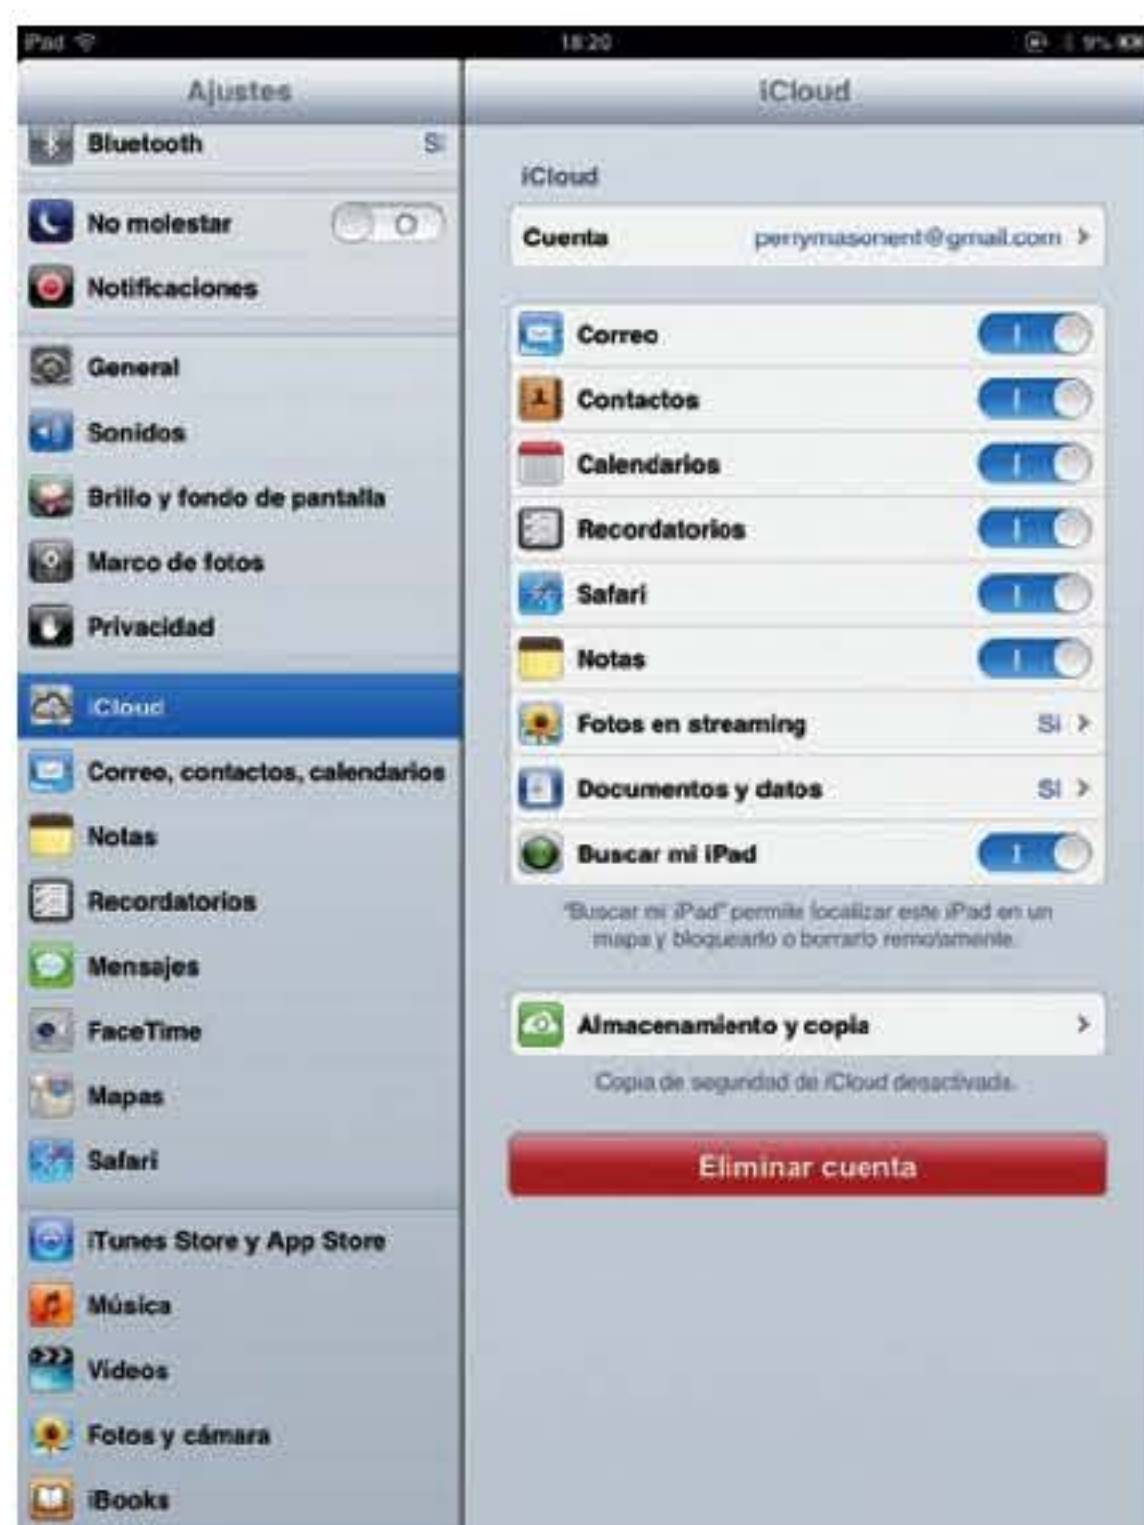 iPad
18:20
9%
Ajustes
Bluetooth
Sí
No molestar
Notificaciones
General
Sonidos
Brillo y fondo de pantalla
Marco de fotos
Privacidad
iCloud
Correo, contactos, calendarios
Notas
Recordatorios
Mensajes
FaceTime
Mapas
Safari
iTunes Store y App Store
Música
Vídeos
Fotos y cámara
iBooks
iCloud
iCloud
Cuenta
perrymasonent@gmail.com
Correo
Contactos
Calendarios
Recordatorios
Safari
Notas
Fotos en streaming
Sí
Documentos y datos
Sí
Buscar mi iPad
"Buscar mi iPad" permite localizar este iPad en un
mapa y bloquearlo o borrarlo remotamente.
Almacenamiento y copia
Copia de seguridad de iCloud desactivada.
Eliminar cuenta